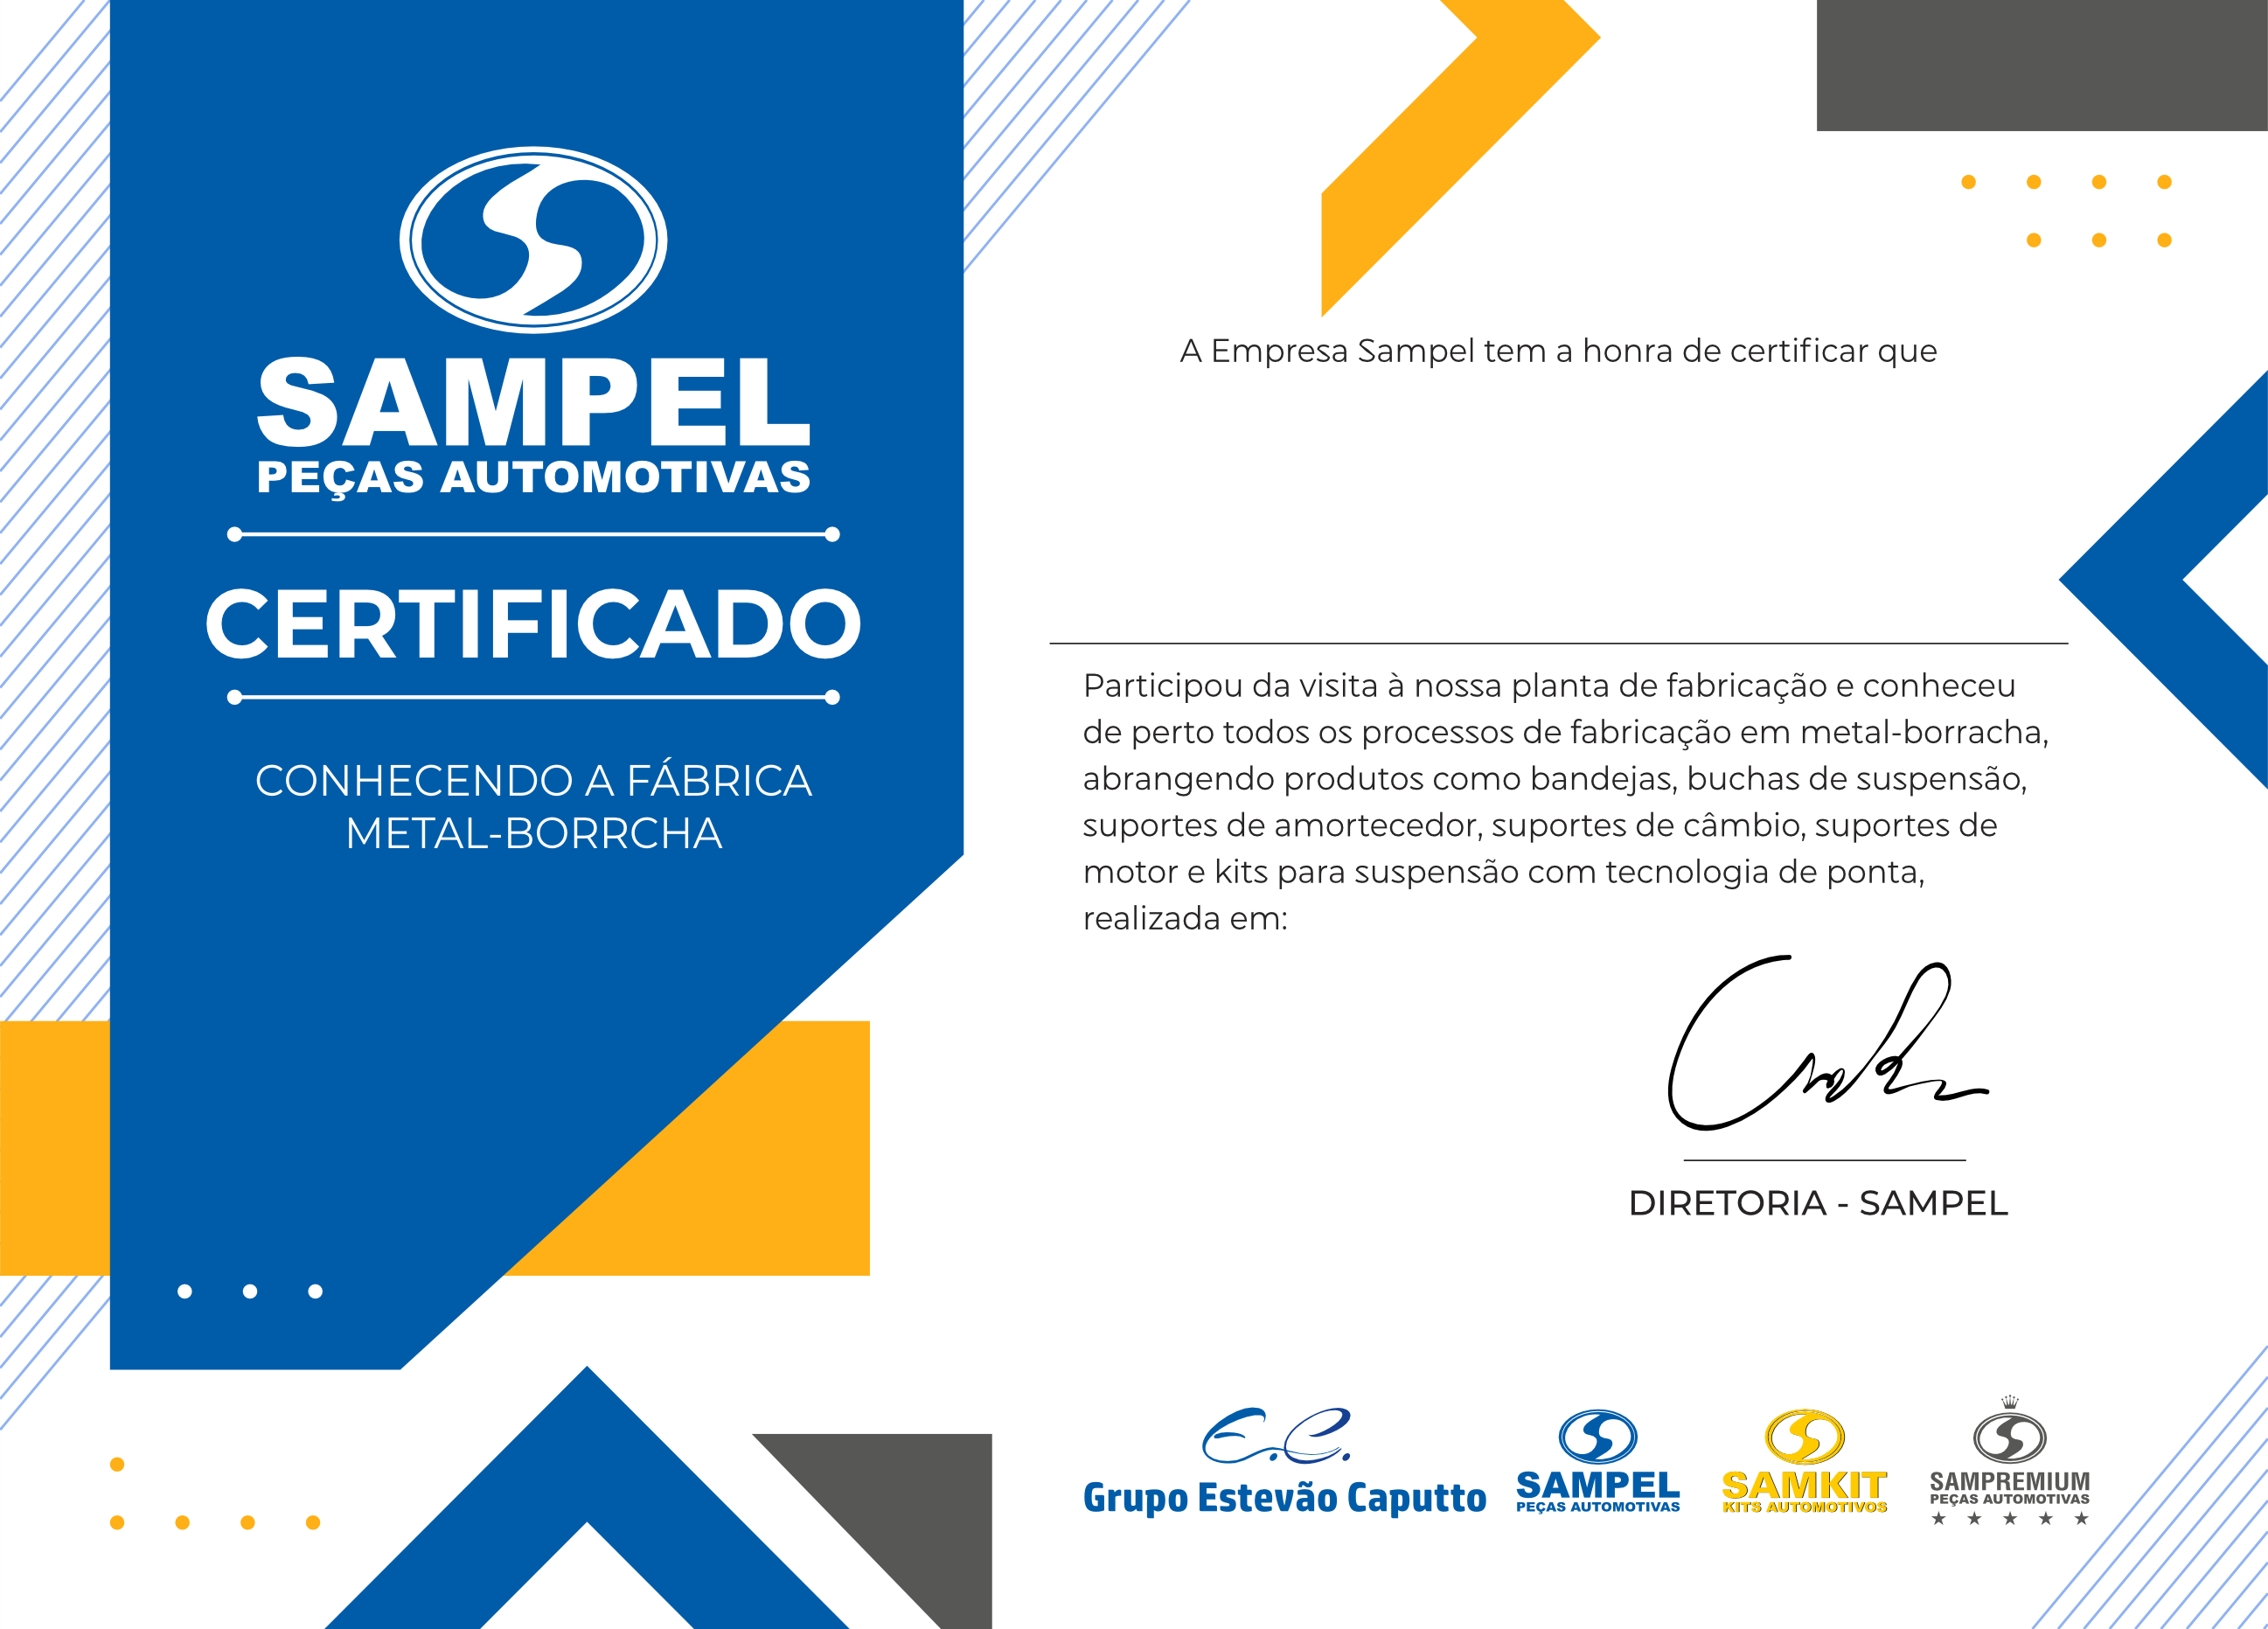 SAMPEL
PEÇAS AUTOMOTIVAS
CERTIFICADO
CONHECENDO A FÁBRICA
METAL-BORRCHA
A Empresa Sampel tem a honra de certificar que
Participou da visita à nossa planta de fabricação e conheceu
de perto todos os processos de fabricação em metal-borracha,
abrangendo produtos como bandejas, buchas de suspensão,
suportes de amortecedor, suportes de câmbio, suportes de
motor e kits para suspensão com tecnologia de ponta,
realizada em:
DIRETORIA - SAMPEL
E.C.
Grupo Estevão Caputto
SAMPEL
PEÇAS AUTOMOTIVAS
SAMKIT
KITS AUTOMOTIVOS
SAMPREMIUM
PEÇAS AUTOMOTIVAS